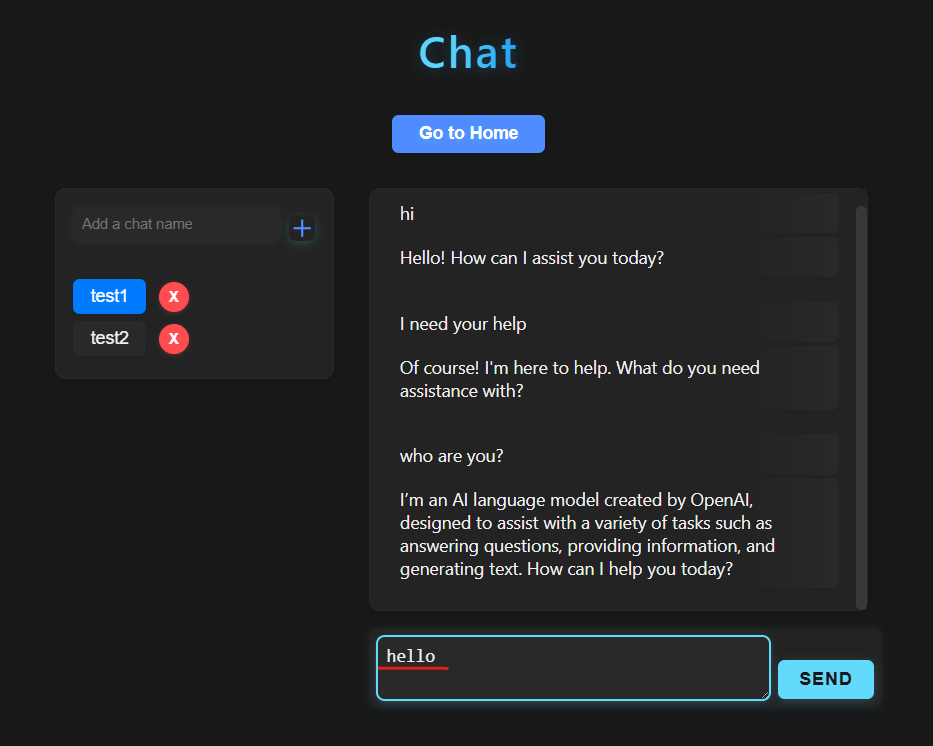 Chat
Go to Home
Add a chat name
+
test1 X
test2 X
hi
Hello! How can I assist you today?
I need your help
Of course! I'm here to help. What do you need
assistance with?
who are you?
I’m an AI language model created by OpenAI,
designed to assist with a variety of tasks such as
answering questions, providing information, and
generating text. How can I help you today?
hello
SEND